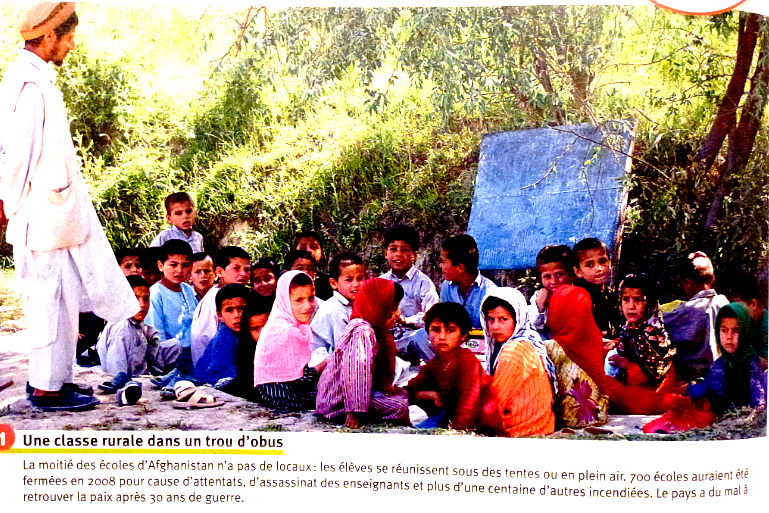 1 Une classe rurale dans un trou d'obus
La moitié des écoles d'Afghanistan n'a pas de locaux : les élèves se réunissent sous des tentes ou en plein air. 700 écoles auraient été
fermées en 2008 pour cause d'attentats, d'assassinat des enseignants et plus d'une centaine d'autres incendiées. Le pays a du mal à
retrouver la paix après 30 ans de guerre.